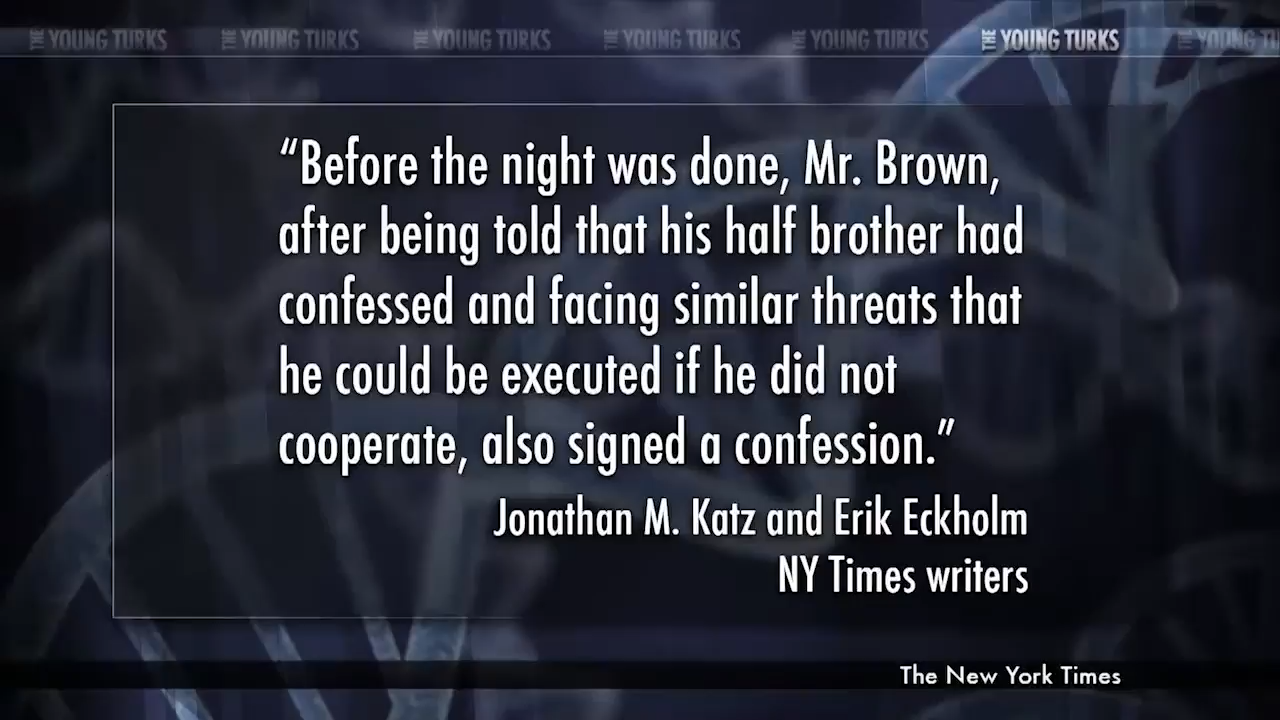 THE YOUNG TURKS THE YOUNG TURKS THE YOUNG TURKS THE YOUNG TURKS THE YOUNG TURKS THE YOUNG TURKS THE YOUNG TU
“Before the night was done, Mr. Brown,
after being told that his half brother had
confessed and facing similar threats that
he could be executed if he did not
cooperate, also signed a confession.”
Jonathan M. Katz and Erik Eckholm
NY Times writers
The New York Times